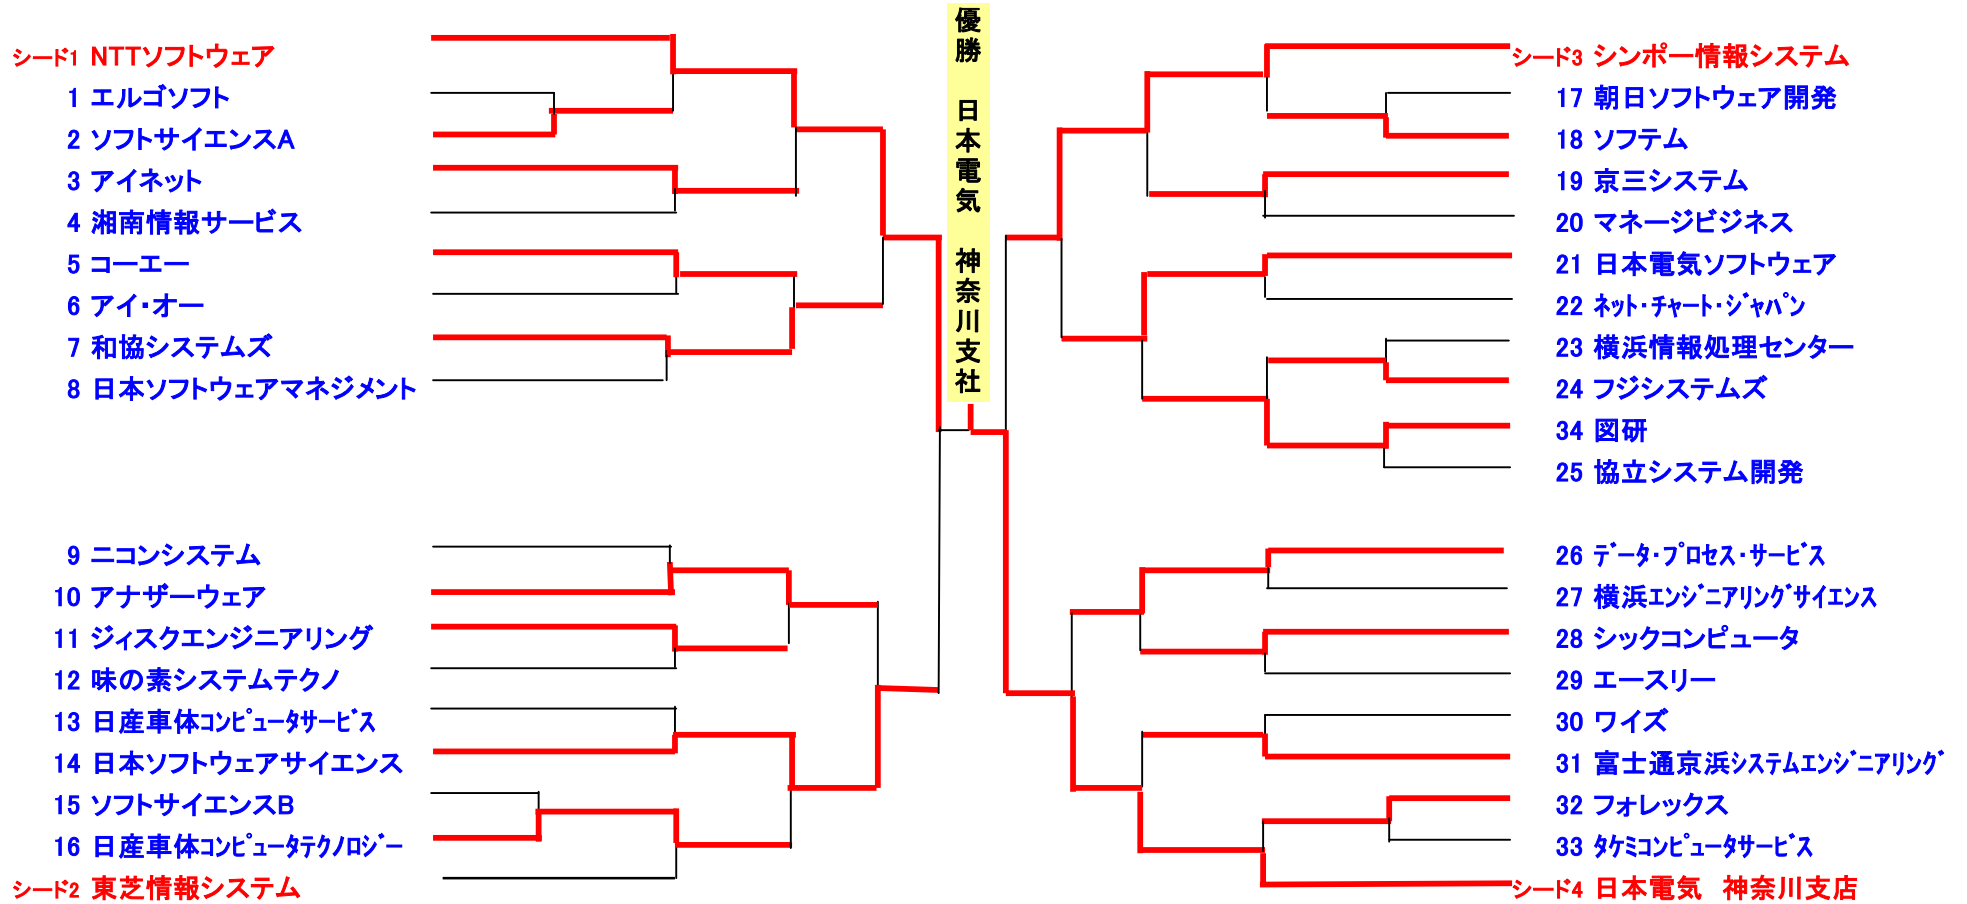 シード1 NTTソフトウェア
1 エルゴソフト
2 ソフトサイエンスA
3 アイネット
4 湘南情報サービス
5 コーエー
6 アイ・オー
7 和協システムズ
8 日本ソフトウェアマネジメント
9 ニコンシステム
10 アナザーウェア
11 ジィスクエンジニアリング
12 味の素システムテクノ
13 日産車体ｺﾝﾋﾟｭｰﾀｻｰﾋﾞｽ
14 日本ソフトウェアサイエンス
15 ソフトサイエンスB
16 日産車体ｺﾝﾋﾟｭｰﾀﾃｸﾉﾛｼﾞｰ
シード2 東芝情報システム
優勝 日本電気 神奈川支社
シード3 シンポー情報システム
17 朝日ソフトウェア開発
18 ソフテム
19 京三システム
20 マネージビジネス
21 日本電気ソフトウェア
22 ﾈｯﾄ・ﾁｬｰﾄ・ｼﾞｬﾊﾟﾝ
23 横浜情報処理センター
24 フジシステムズ
34 図研
25 協立システム開発
26 ﾃﾞｰﾀ・ﾌﾟﾛｾｽ・ｻｰﾋﾞｽ
27 横浜ｴﾝｼﾞﾆｱﾘﾝｸﾞｻｲｴﾝｽ
28 シックコンピュータ
29 エースリー
30 ワイズ
31 富士通京浜ｼｽﾃﾑｴﾝｼﾞﾆｱﾘﾝｸﾞ
32 フォレックス
33 ﾀｹﾐｺﾝﾋﾟｭｰﾀｻｰﾋﾞｽ
シード4 日本電気　神奈川支店